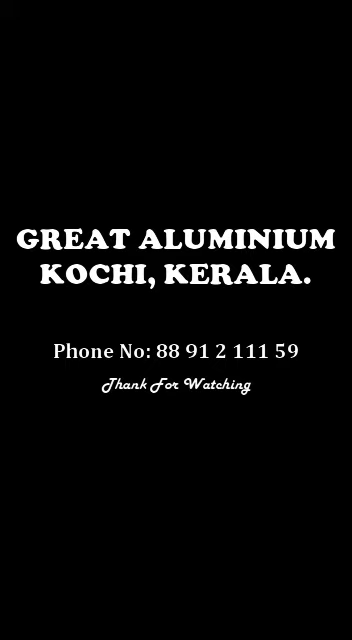 GREAT ALUMINIUM
KOCHI, KERALA.
Phone No: 88 91 2 111 59
Thank For Watching